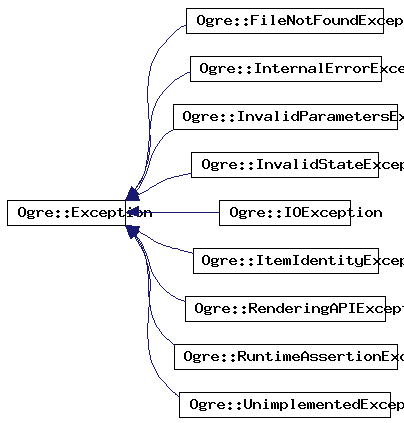 Ogre::FileNotFoundExcep
Ogre::InternalErrorExce
Ogre::InvalidParametersEx
Ogre::InvalidStateExcep
Ogre::Exception
Ogre::IOException
Ogre::ItemIdentityExcep
Ogre::RenderingAPIExcept
Ogre::RuntimeAssertionExc
Ogre::UnimplementedExcep